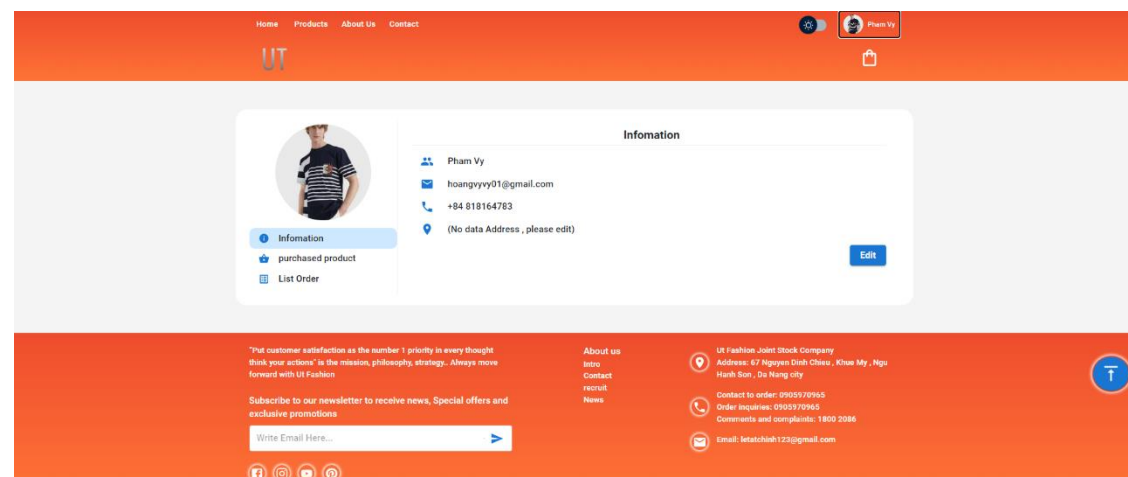 Home Products About Us Contact
Pham Vy
UT
Infomation
Pham Vy
hoangvyvy01@gmail.com
+84 818164783
(No data Address , please edit)
Edit
Infomation
purchased product
List Order
"Put customer satisfaction as the number 1 priority in every thought
think your actions" is the mission, philosophy, strategy.. Always move
forward with Ut Fashion
Subscribe to our newsletter to receive news, Special offers and
exclusive promotions
Write Email Here...
About us
Intro
Contact
recruit
News
Ut Fashion Joint Stock Company
Address: 67 Nguyen Dinh Chieu , Khue My , Ngu
Hanh Son , Da Nang city
Contact to order: 0905970965
Order inquiries: 0905970965
Comments and complaints: 1800 2086
Email: letatchinh123@gmail.com